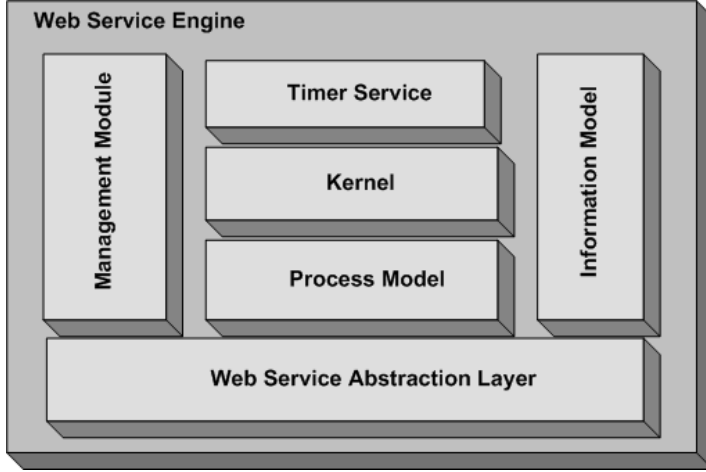 Web Service Engine
Management Module
Timer Service
Kernel
Process Model
Information Model
Web Service Abstraction Layer